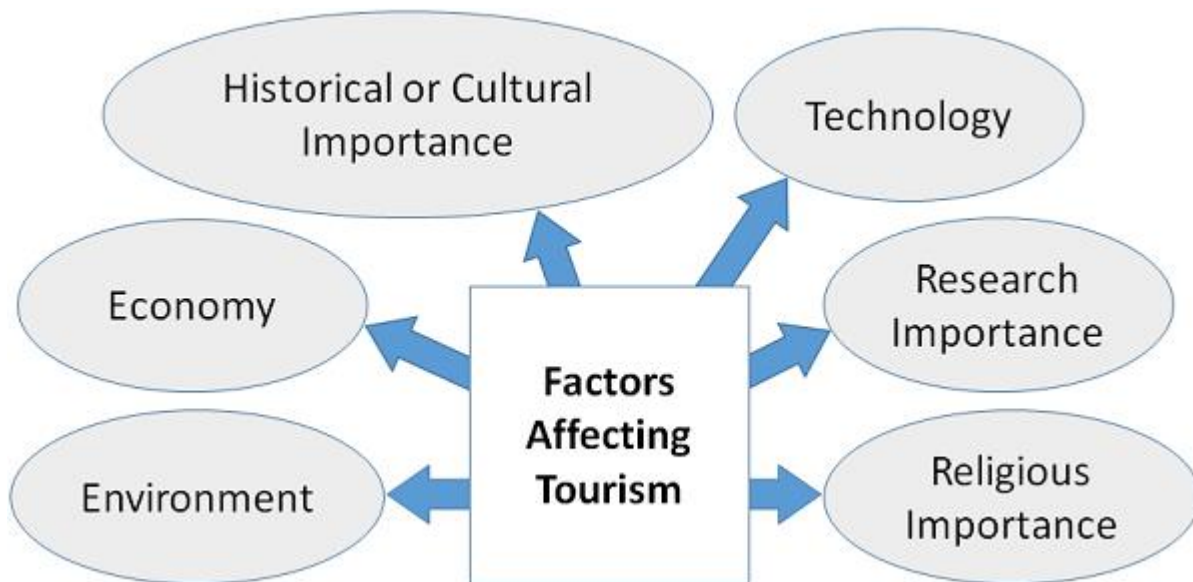 Historical or Cultural
Importance
Technology
Economy
Research
Importance
Factors
Affecting
Tourism
Environment
Religious
Importance